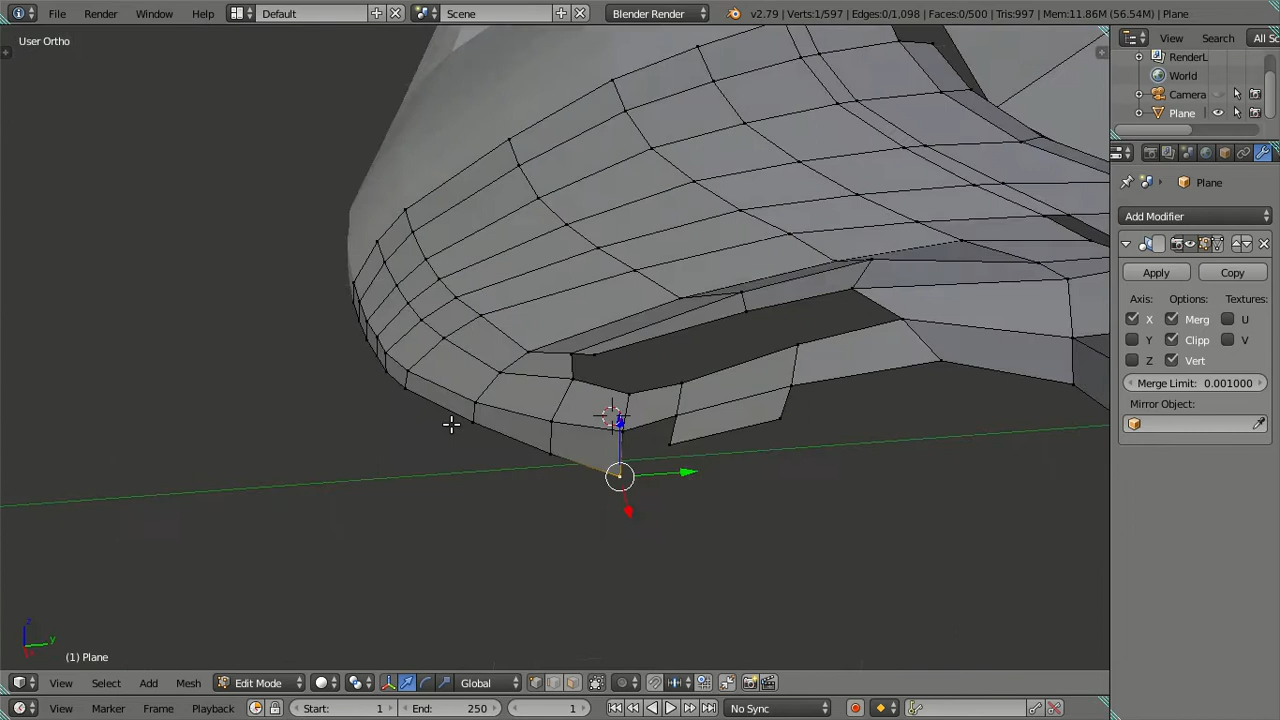 File Render Window Help Default Scene Blender Render v2.79 | Verts:1/597 | Edges:0/1,098 | Faces:0/500 | Tris:997 | Mem:11.86M (56.54M) | Plane
User Ortho
View Search All Sc
RenderL
World
Camera
Plane
Plane
Add Modifier
Apply Copy
Axis: Options: Textures:
X Merg U
Y Clipp V
Z Vert
Merge Limit: 0.001000
Mirror Object:
z
y
(1) Plane
View Select Add Mesh Edit Mode Global
View Marker Frame Playback Start: 1 End: 250 1 No Sync